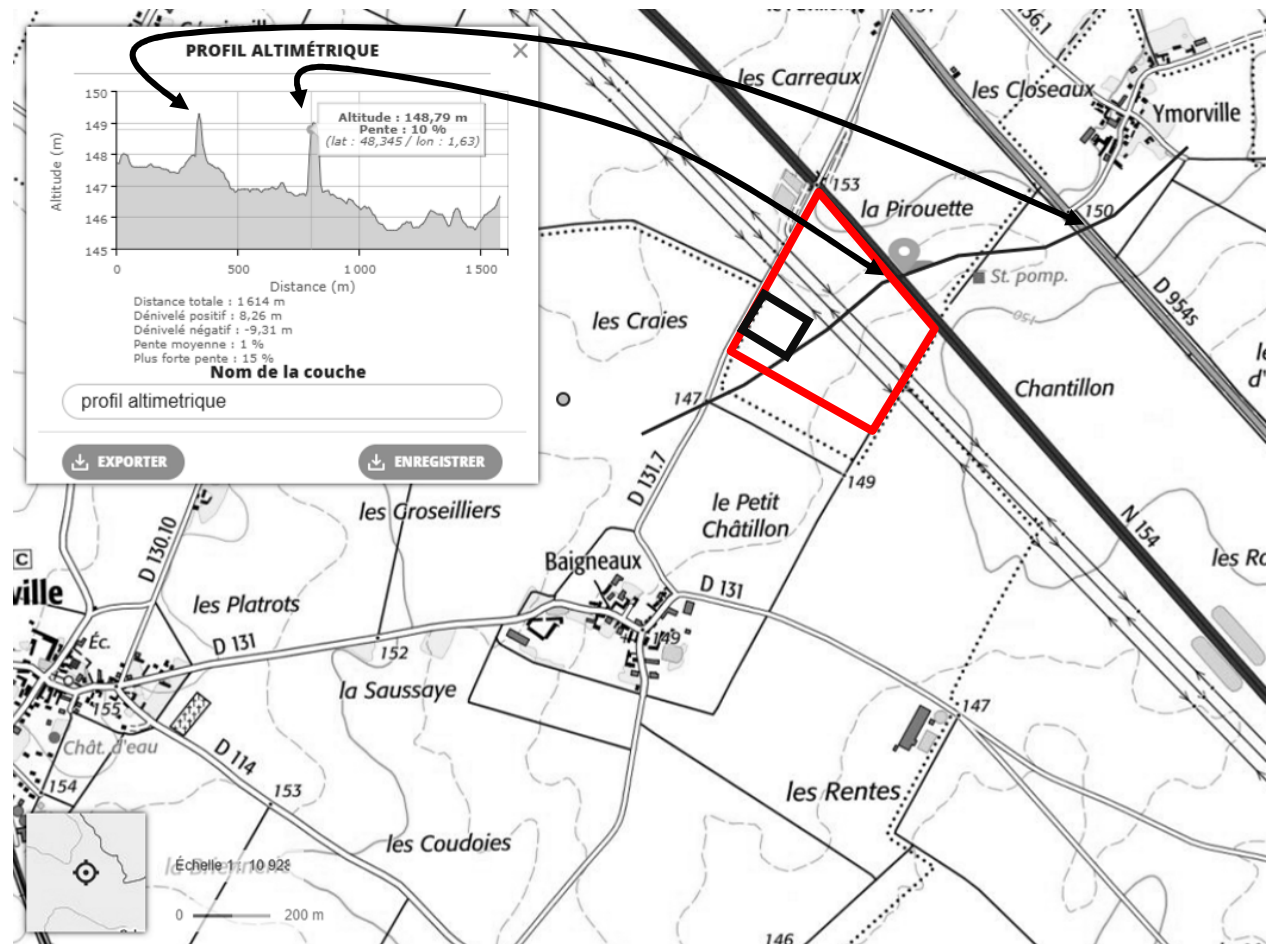 PROFIL ALTIMÉTRIQUE
150
149
148
147
146
145
Altitude (m)
Altitude : 148,79 m
Pente : 10 %
(lat : 48,345 / lon : 1,63)
0
500
1 000
1 500
Distance (m)
Distance totale : 1 614 m
Dénivelé positif : 8,26 m
Dénivelé négatif : -9,31 m
Pente moyenne : 1 %
Plus forte pente : 15 %
Nom de la couche
profil altimetrique
EXPORTER
ENREGISTRER
les Carreaux
les Closeaux
Ymorville
153
la Pirouette
150
St. pomp.
D 954s
150
les Craies
Chantillon
147
D 131.7
149
le Petit
Châtillon
N 154
les Groseilliers
D 130.10
Baigneaux
C
ville
les Platrots
D 131
D 131
Éc.
149
152
la Saussaye
155
147
Chât. d'eau
D 114
154
153
les Rentes
les Coudoies
Échelle 1 : 10 928
0
200 m
146